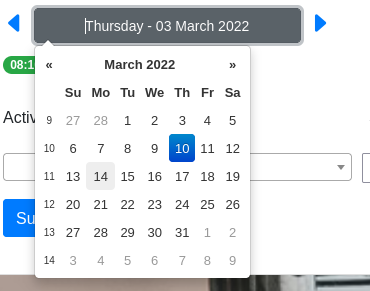 Thursday - 03 March 2022
08:1
« March 2022 »
Su Mo Tu We Th Fr Sa
9 27 28 1 2 3 4 5
Activ
10 6 7 8 9 10 11 12
11 13 14 15 16 17 18 19
12 20 21 22 23 24 25 26
Su
13 27 28 29 30 31 1 2
14 3 4 5 6 7 8 9